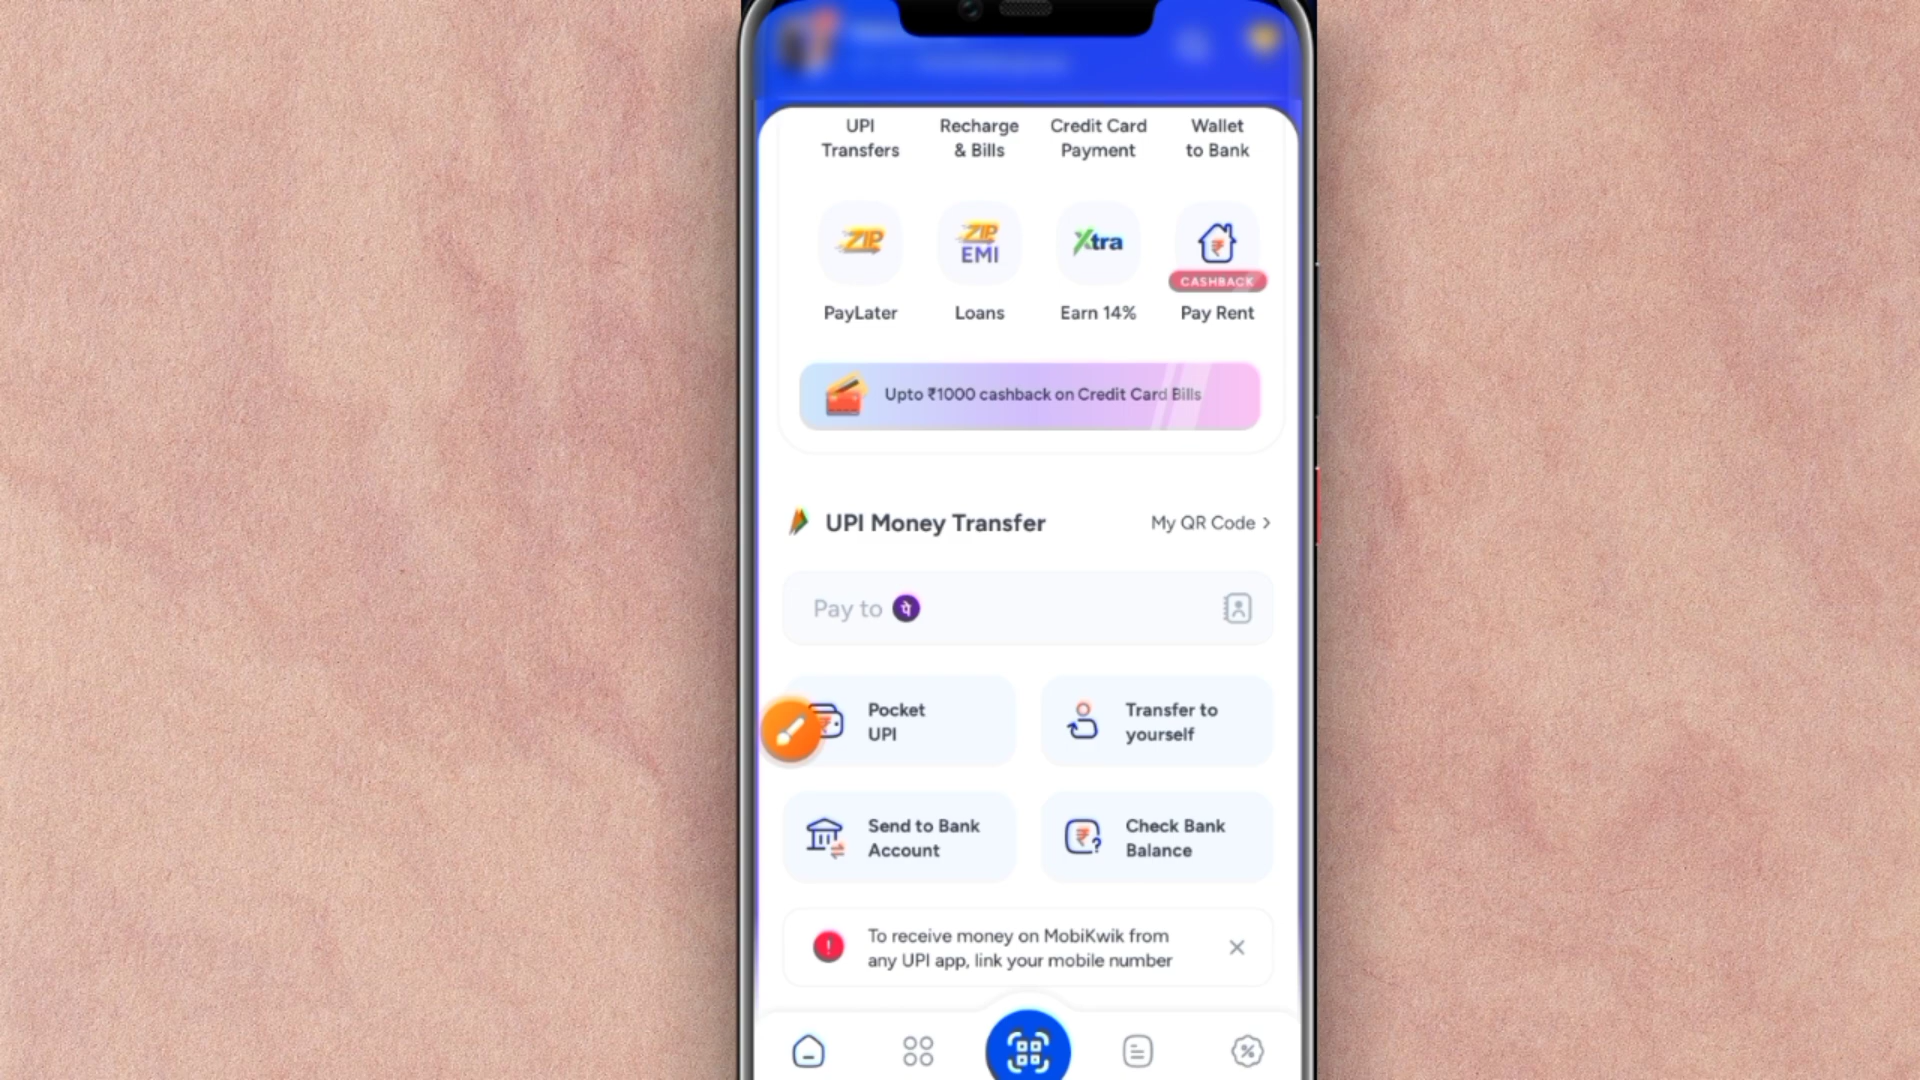 UPI
Transfers
Recharge
& Bills
Credit Card
Payment
Wallet
to Bank
ZIP
ZIP
EMI
Xtra
₹
CASHBACK
PayLater
Loans
Earn 14%
Pay Rent
Upto ₹1000 cashback on Credit Card Bills
UPI Money Transfer
My QR Code >
Pay to पे
Pocket
UPI
Transfer to
yourself
Send to Bank
Account
₹?
Check Bank
Balance
!
To receive money on MobiKwik from
any UPI app, link your mobile number